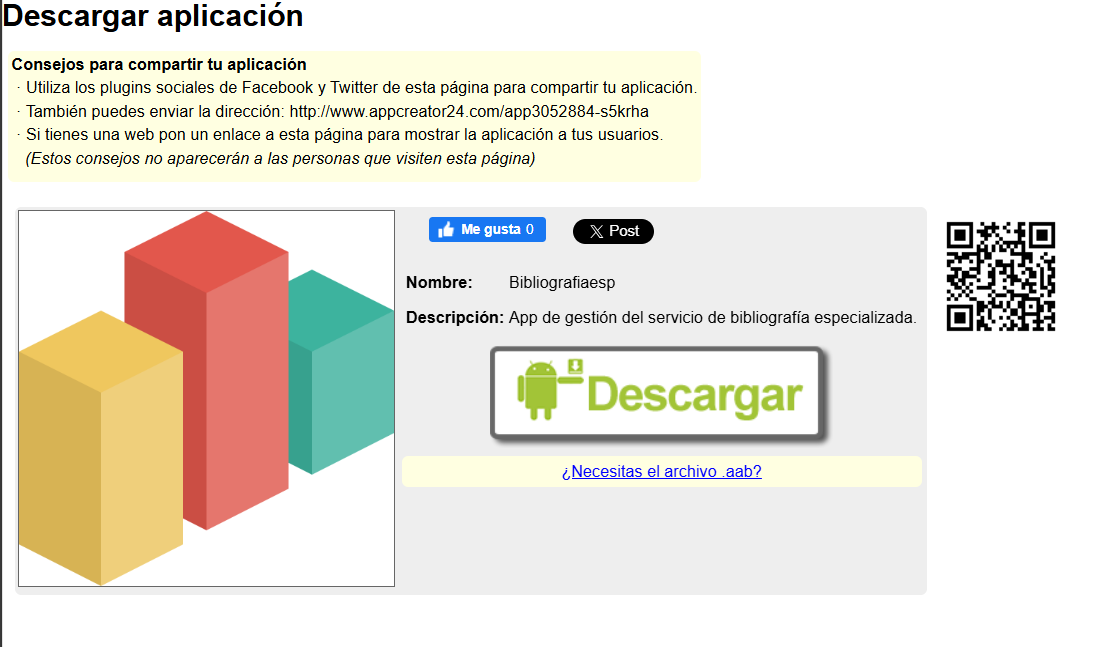 Descargar aplicación
Consejos para compartir tu aplicación
· Utiliza los plugins sociales de Facebook y Twitter de esta página para compartir tu aplicación.
· También puedes enviar la dirección: http://www.appcreator24.com/app3052884-s5krha
· Si tienes una web pon un enlace a esta página para mostrar la aplicación a tus usuarios.
(Estos consejos no aparecerán a las personas que visiten esta página)
Me gusta 0
X Post
Nombre: Bibliografiaesp
Descripción: App de gestión del servicio de bibliografía especializada.
Descargar
¿Necesitas el archivo .aab?